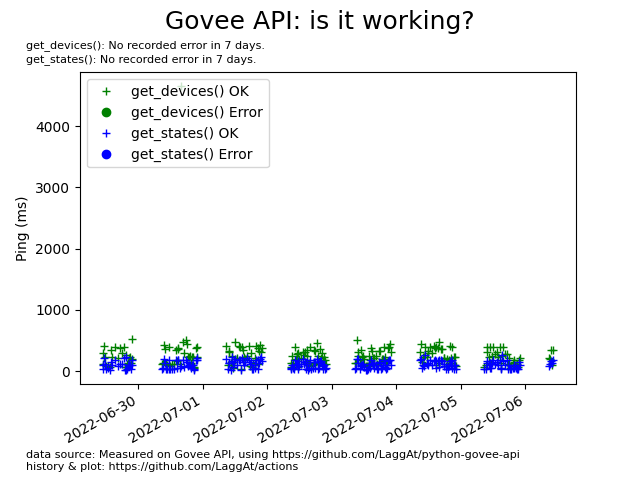 Govee API: is it working?
get_devices(): No recorded error in 7 days.
get_states(): No recorded error in 7 days.
get_devices() OK
get_devices() Error
get_states() OK
get_states() Error
Ping (ms)
4000
3000
2000
1000
0
2022-06-30
2022-07-01
2022-07-02
2022-07-03
2022-07-04
2022-07-05
2022-07-06
data source: Measured on Govee API, using https://github.com/LaggAt/python-govee-api
history & plot: https://github.com/LaggAt/actions